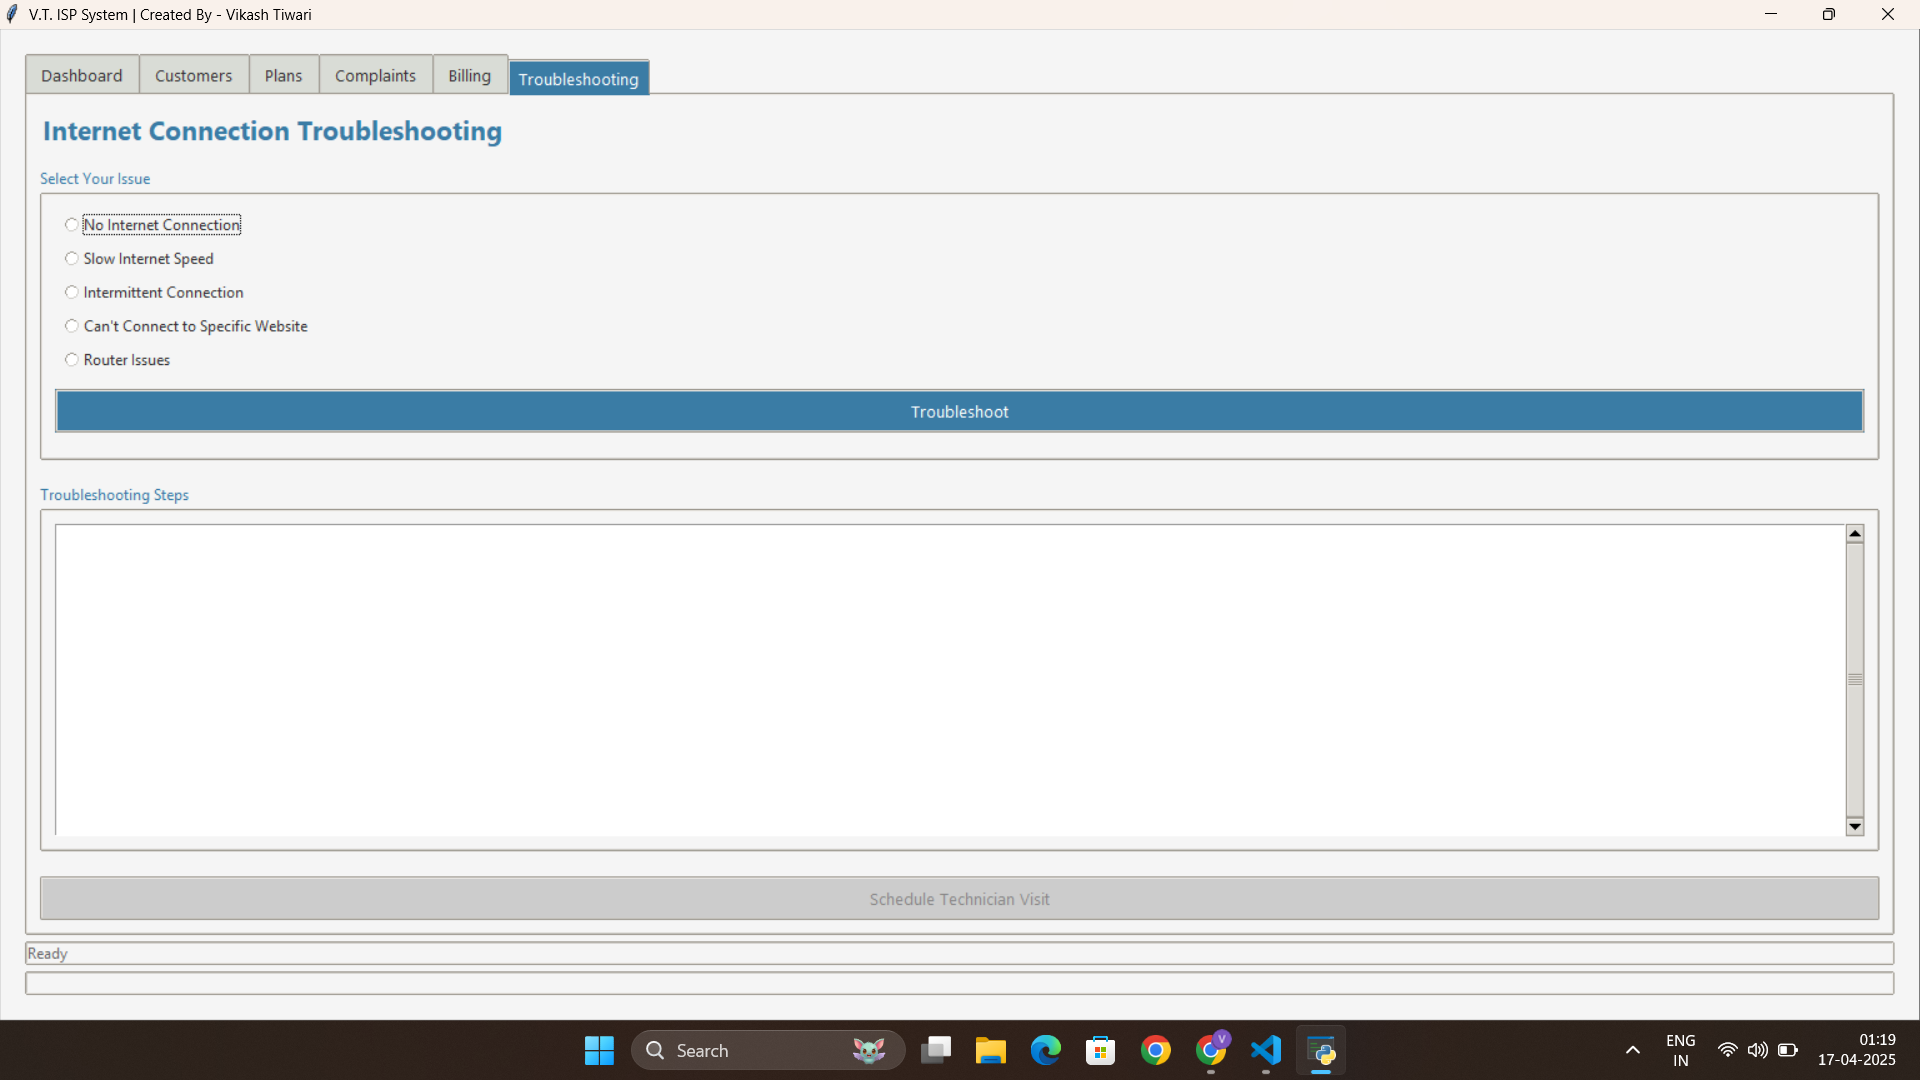 V.T. ISP System | Created By - Vikash Tiwari
Dashboard Customers Plans Complaints Billing Troubleshooting
Internet Connection Troubleshooting
Select Your Issue
No Internet Connection
Slow Internet Speed
Intermittent Connection
Can't Connect to Specific Website
Router Issues
Troubleshoot
Troubleshooting Steps
Schedule Technician Visit
Ready
Search
V
ENG
IN
01:19
17-04-2025